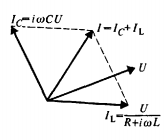 I_C=iωCU
I=I_C+I_L
U
I_L= U/(R+iωL)